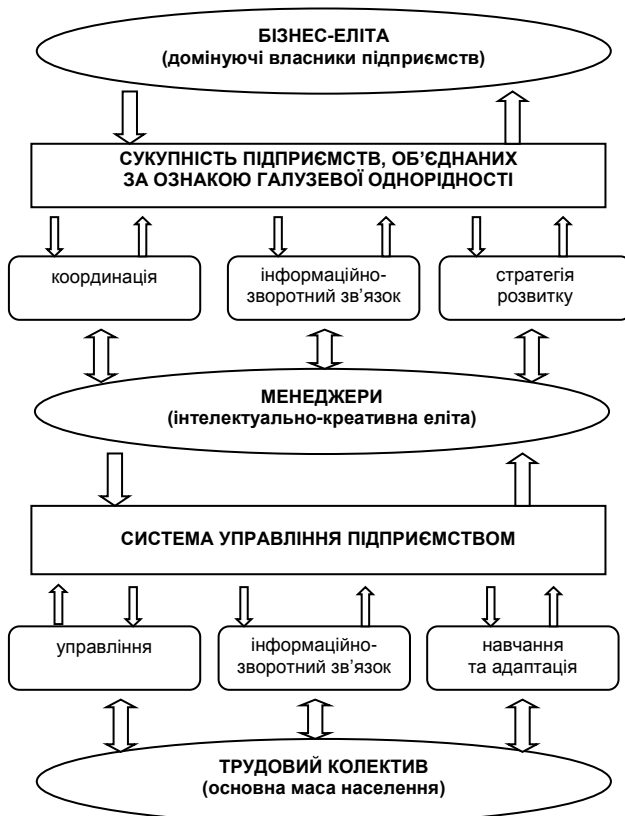 БІЗНЕС-ЕЛІТА
(домінуючі власники підприємств)
СУКУПНІСТЬ ПІДПРИЄМСТВ, ОБ’ЄДНАНИХ
ЗА ОЗНАКОЮ ГАЛУЗЕВОЇ ОДНОРІДНОСТІ
координація
інформаційно-
зворотний зв’язок
стратегія
розвитку
МЕНЕДЖЕРИ
(інтелектуально-креативна еліта)
СИСТЕМА УПРАВЛІННЯ ПІДПРИЄМСТВОМ
управління
інформаційно-
зворотний зв’язок
навчання
та адаптація
ТРУДОВИЙ КОЛЕКТИВ
(основна маса населення)